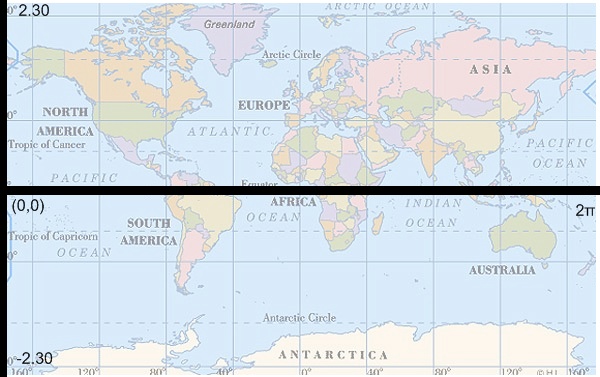 2.30
ARCTIC OCEAN
Greenland
Arctic Circle
ASIA
NORTH
AMERICA
EUROPE
ATLANTIC
Tropic of Cancer
PACIFIC
OCEAN
PACIFIC
Equator
(0,0)
AFRICA
INDIAN
OCEAN
2π
SOUTH
AMERICA
OCEAN
Tropic of Capricorn
OCEAN
AUSTRALIA
Antarctic Circle
-2.30
ANTARCTICA
160° 120° 80° 40° 0° 40° 80° 120° 160°